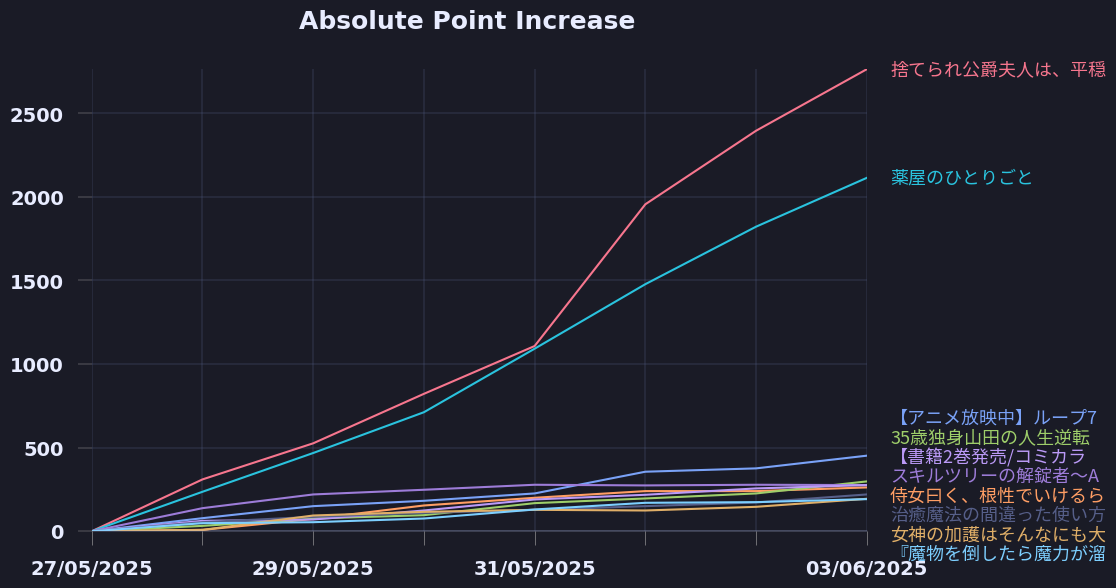 Absolute Point Increase
2500
2000
1500
1000
500
0
27/05/2025
29/05/2025
31/05/2025
03/06/2025
捨てられ公爵夫人は、平穏
薬屋のひとりごと
【アニメ放映中】ループ7
35歳独身山田の人生逆転
【書籍2巻発売/コミカラ
スキルツリーの解錠者～A
侍女曰く、根性でいけるら
治癒魔法の間違った使い方
女神の加護はそんなにも大
『魔物を倒したら魔力が溜